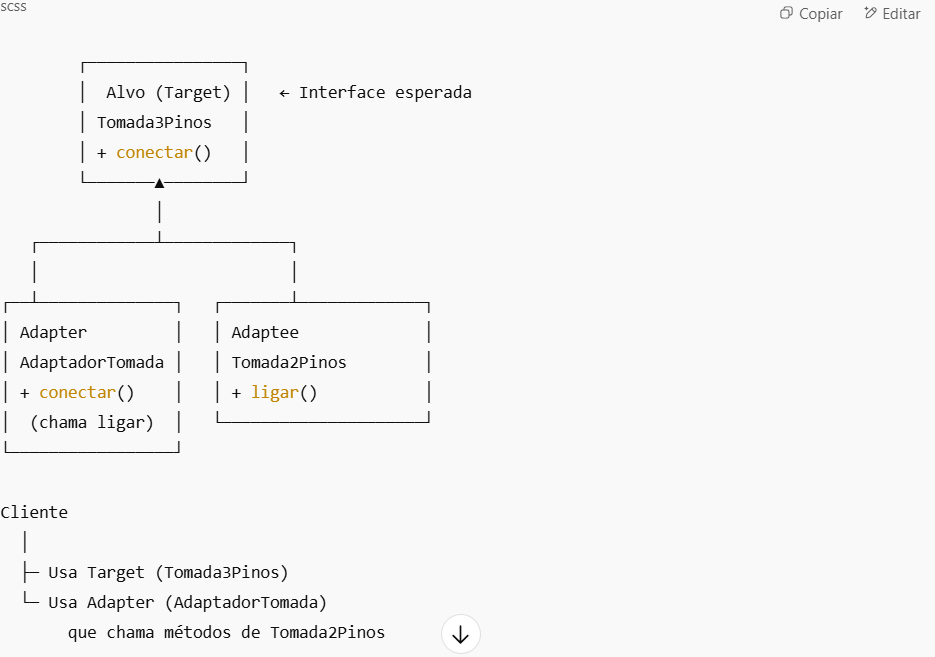 scss
Copiar Editar
Alvo (Target) ← Interface esperada
Tomada3Pinos
+ conectar()
Adapter Adaptee
AdaptadorTomada Tomada2Pinos
+ conectar() + ligar()
(chama ligar)
Cliente
Usa Target (Tomada3Pinos)
Usa Adapter (AdaptadorTomada)
que chama métodos de Tomada2Pinos